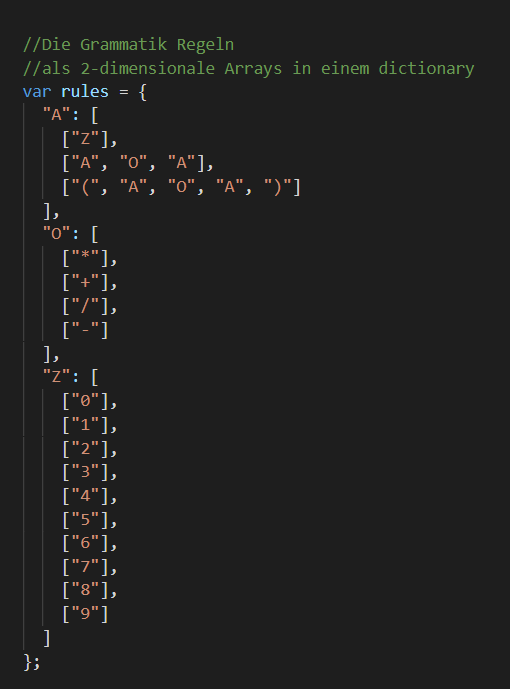 //Die Grammatik Regeln
//als 2-dimensionale Arrays in einem dictionary
var rules = {
  "A": [
    ["Z"],
    ["A", "O", "A"],
    ["(", "A", "O", "A", ")"]
  ],
  "O": [
    ["*"],
    ["+"],
    ["/"],
    ["-"]
  ],
  "Z": [
    ["0"],
    ["1"],
    ["2"],
    ["3"],
    ["4"],
    ["5"],
    ["6"],
    ["7"],
    ["8"],
    ["9"]
  ]
};